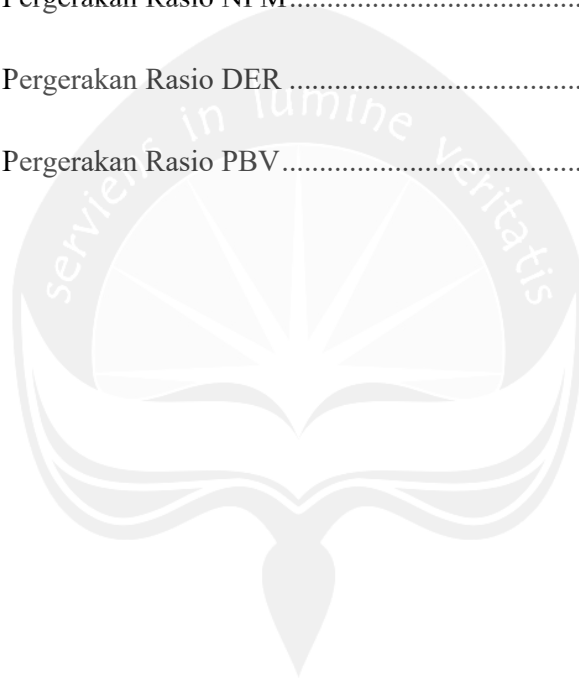 Pergerakan Rasio NPM....................................
Pergerakan Rasio DER ....................................
Pergerakan Rasio PBV.....................................
serviens in lumine veritatis